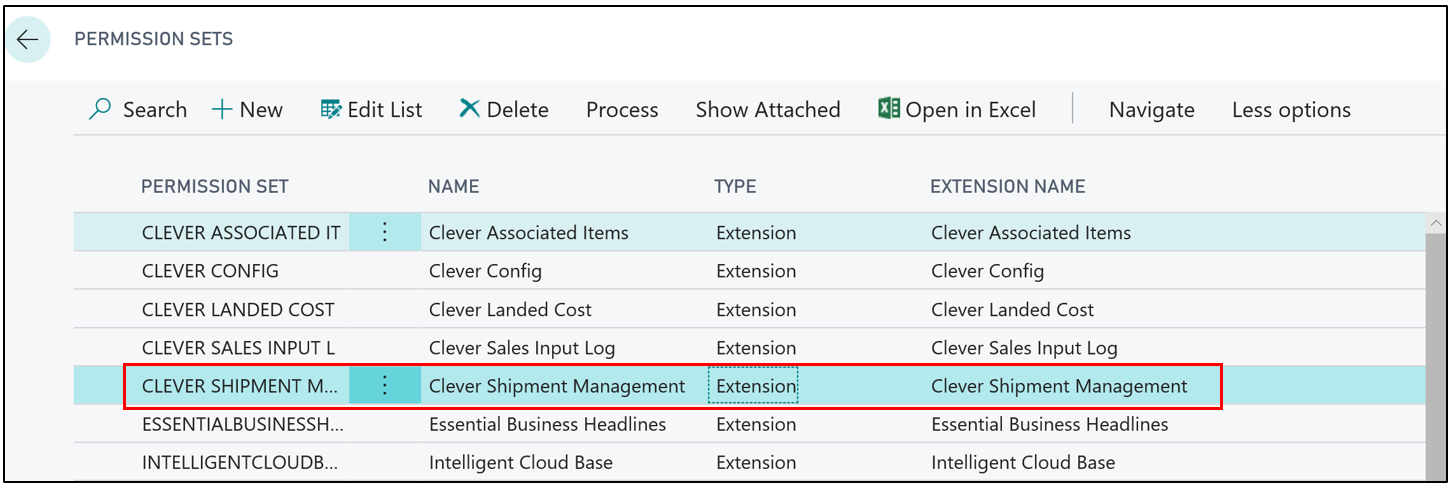 PERMISSION SETS
Search New Edit List Delete Process Show Attached Open in Excel Navigate Less options
PERMISSION SET NAME TYPE EXTENSION NAME
CLEVER ASSOCIATED IT Clever Associated Items Extension Clever Associated Items
CLEVER CONFIG Clever Config Extension Clever Config
CLEVER LANDED COST Clever Landed Cost Extension Clever Landed Cost
CLEVER SALES INPUT L Clever Sales Input Log Extension Clever Sales Input Log
CLEVER SHIPMENT M... Clever Shipment Management Extension Clever Shipment Management
ESSENTIALBUSINESSH... Essential Business Headlines Extension Essential Business Headlines
INTELLIGENTCLOUDB... Intelligent Cloud Base Extension Intelligent Cloud Base